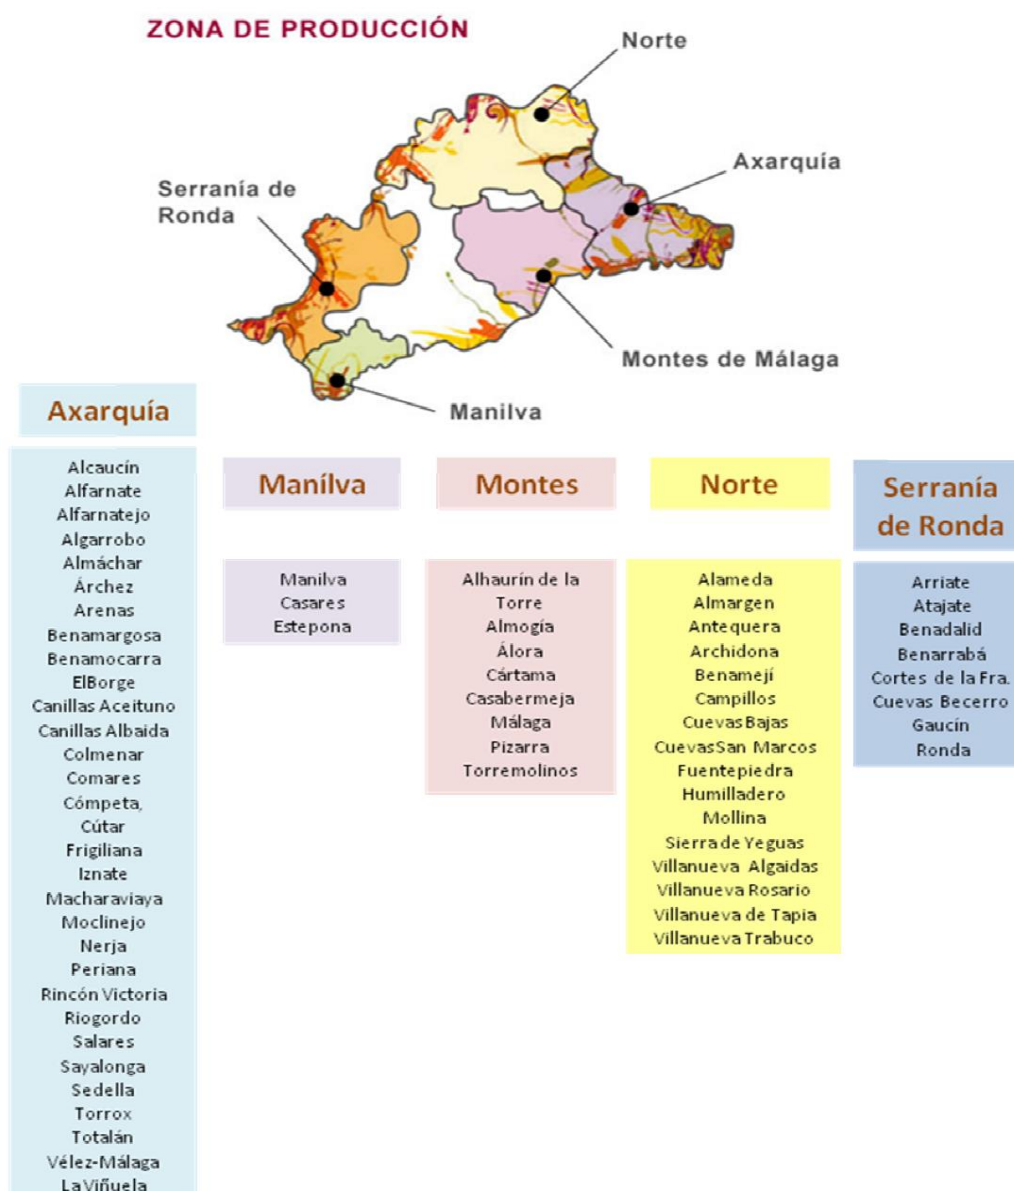 ZONA DE PRODUCCIÓN
Norte
Axarquía
Serranía de
Ronda
Montes de Málaga
Manilva
Axarquía
Alcaucín
Alfarnate
Alfarnatejo
Algarrobo
Almáchar
Árchez
Arenas
Benamargosa
Benamocarra
ElBorge
Canillas Aceituno
Canillas Albaida
Colmenar
Comares
Cómpeta,
Cútar
Frigiliana
Iznate
Macharaviaya
Moclinejo
Nerja
Periana
Rincón Victoria
Riogordo
Salares
Sayalonga
Sedella
Torrox
Totalán
Vélez-Málaga
La Viñuela
Manílva
Manilva
Casares
Estepona
Montes
Alhaurín de la
Torre
Almogía
Álora
Cártama
Casabermeja
Málaga
Pizarra
Torremolinos
Norte
Alameda
Almargen
Antequera
Archidona
Benamejí
Campillos
Cuevas Bajas
CuevasSan Marcos
Fuentepiedra
Humilladero
Mollina
Sierra de Yeguas
Villanueva Algaidas
Villanueva Rosario
Villanueva de Tapia
Villanueva Trabuco
Serranía
de Ronda
Arriate
Atajate
Benadalid
Benarrabá
Cortes de la Fra.
Cuevas Becerro
Gaucín
Ronda